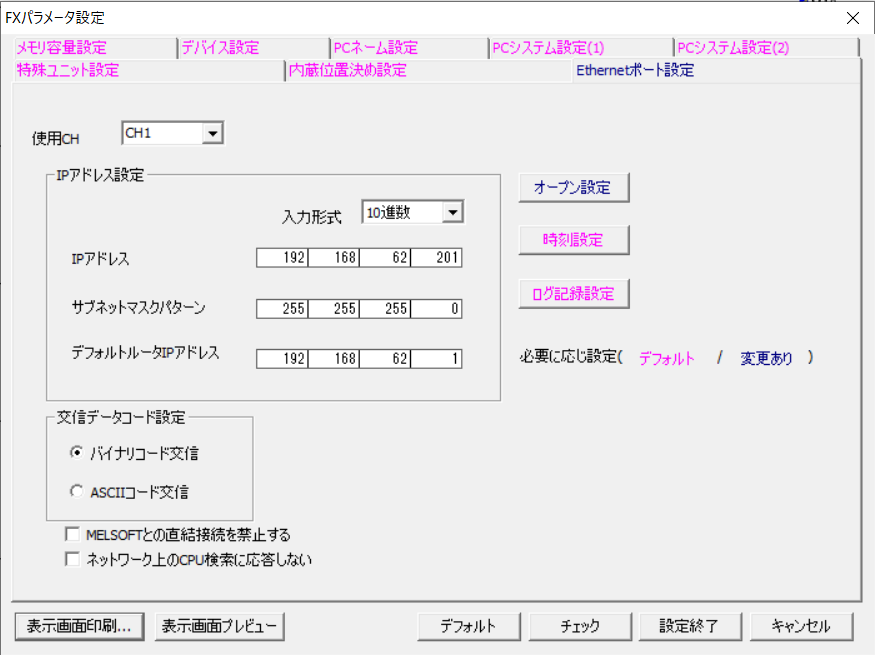 FXパラメータ設定
メモリ容量設定 デバイス設定 PCネーム設定 PCシステム設定(1) PCシステム設定(2)
特殊ユニット設定 内蔵位置決め設定 Ethernetポート設定
使用CH CH1
IPアドレス設定
入力形式 10進数
IPアドレス 192 168 62 201
サブネットマスクパターン 255 255 255 0
デフォルトルータIPアドレス 192 168 62 1
オープン設定
時刻設定
ログ記録設定
必要に応じ設定( デフォルト / 変更あり )
交信データコード設定
バイナリコード交信
ASCIIコード交信
MELSOFTとの直結接続を禁止する
ネットワーク上のCPU検索に応答しない
表示画面印刷... 表示画面プレビュー デフォルト チェック 設定終了 キャンセル